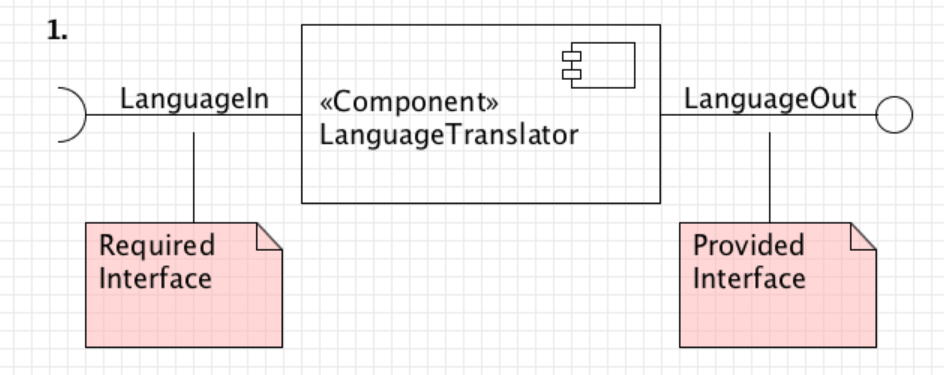 1.
LanguageIn
«Component»
LanguageTranslator
LanguageOut
Required
Interface
Provided
Interface